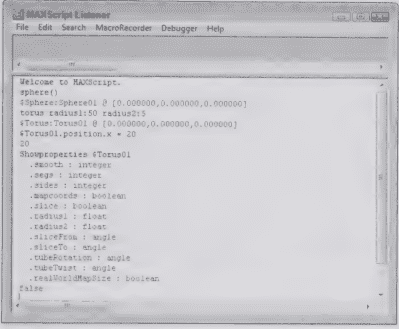 MAXScript Listener
File Edit Search MacroRecorder Debugger Help
Welcome to MAXScript.
sphere()
$Sphere:Sphere01 @ [0.000000,0.000000,0.000000]
torus radius1:50 radius2:5
$Torus:Torus01 @ [0.000000,0.000000,0.000000]
$Torus01.position.x = 20
20
Showproperties $Torus01
.smooth : integer
.segs : integer
.sides : integer
.mapcoords : boolean
.slice : boolean
.radius1 : float
.radius2 : float
.sliceFrom : angle
.sliceTo : angle
.tubeRotation : angle
.tubeTwist : angle
.realWorldMapSize : boolean
false